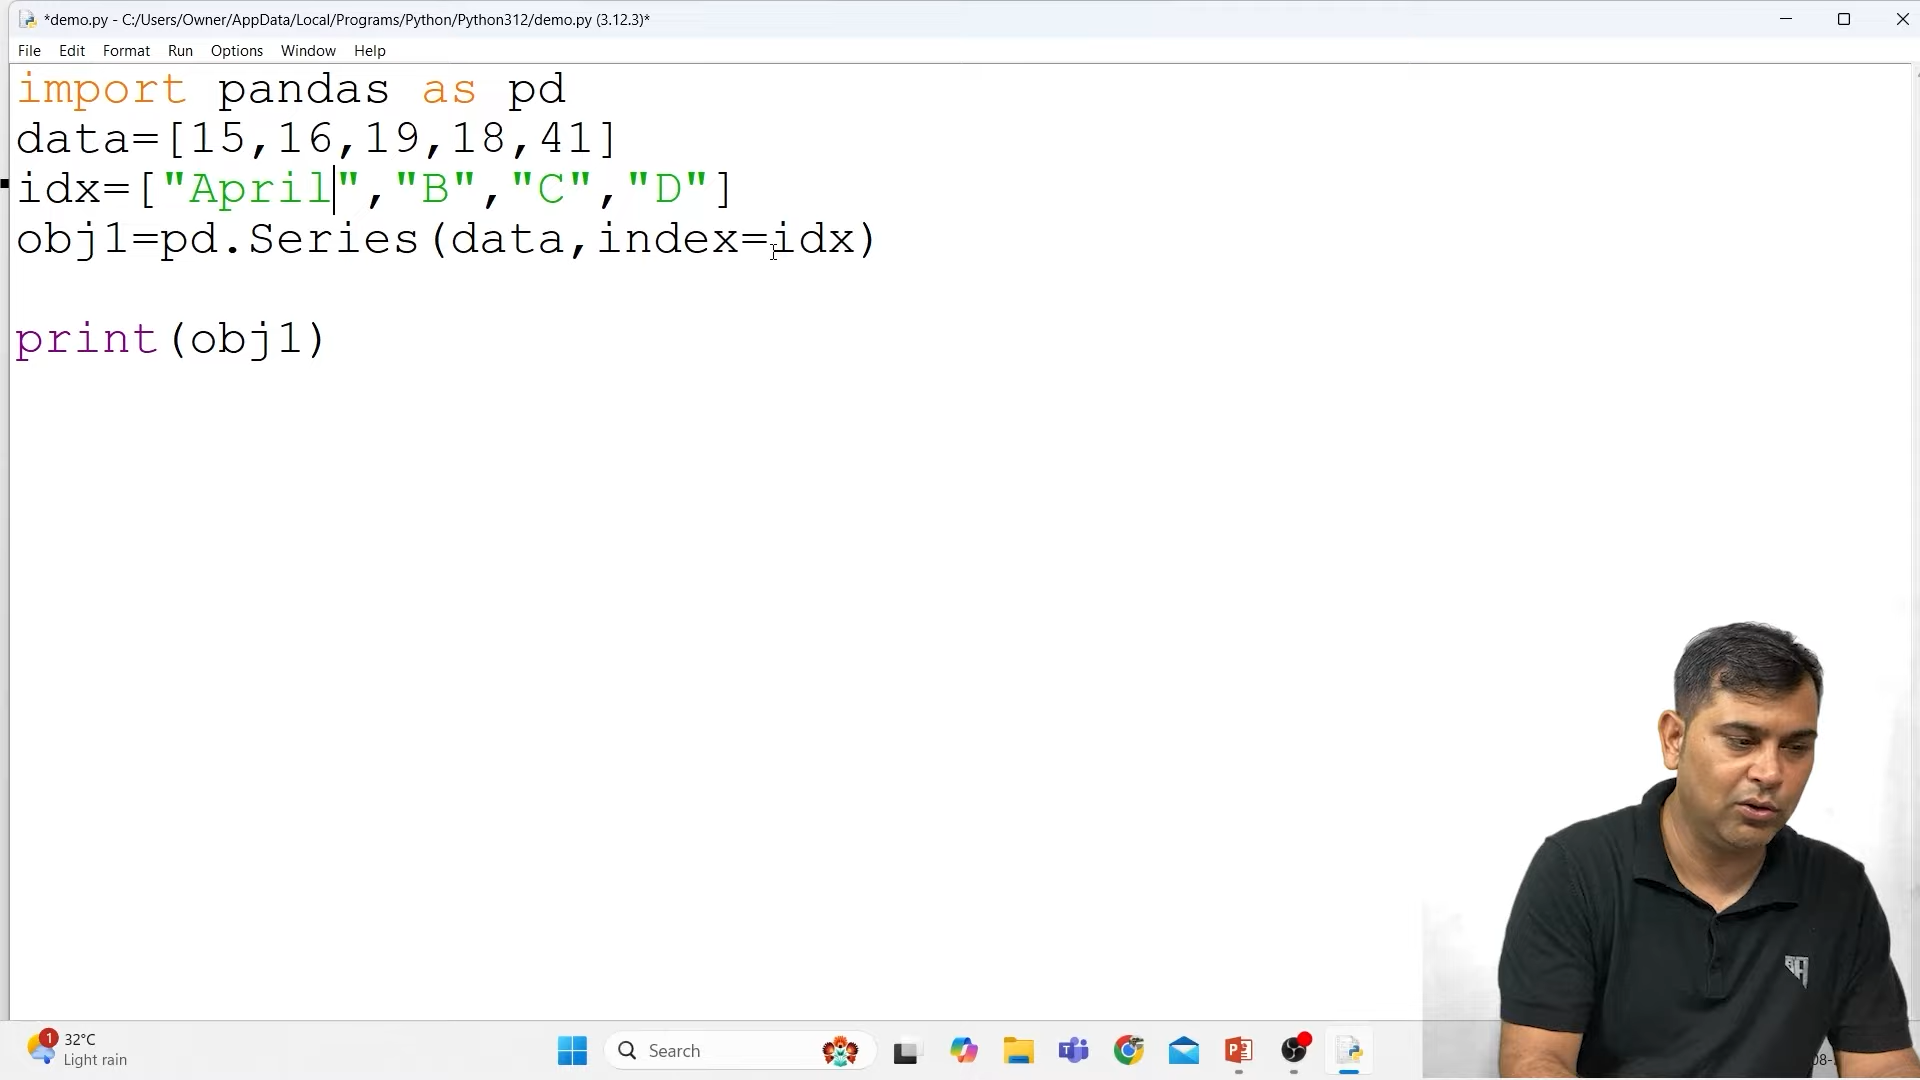 *demo.py - C:/Users/Owner/AppData/Local/Programs/Python/Python312/demo.py (3.12.3)*
File Edit Format Run Options Window Help
import pandas as pd
data=[15,16,19,18,41]
idx=["April","B","C","D"]
obj1=pd.Series(data,index=idx)
print(obj1)
1
32°C
Light rain
Search
08-